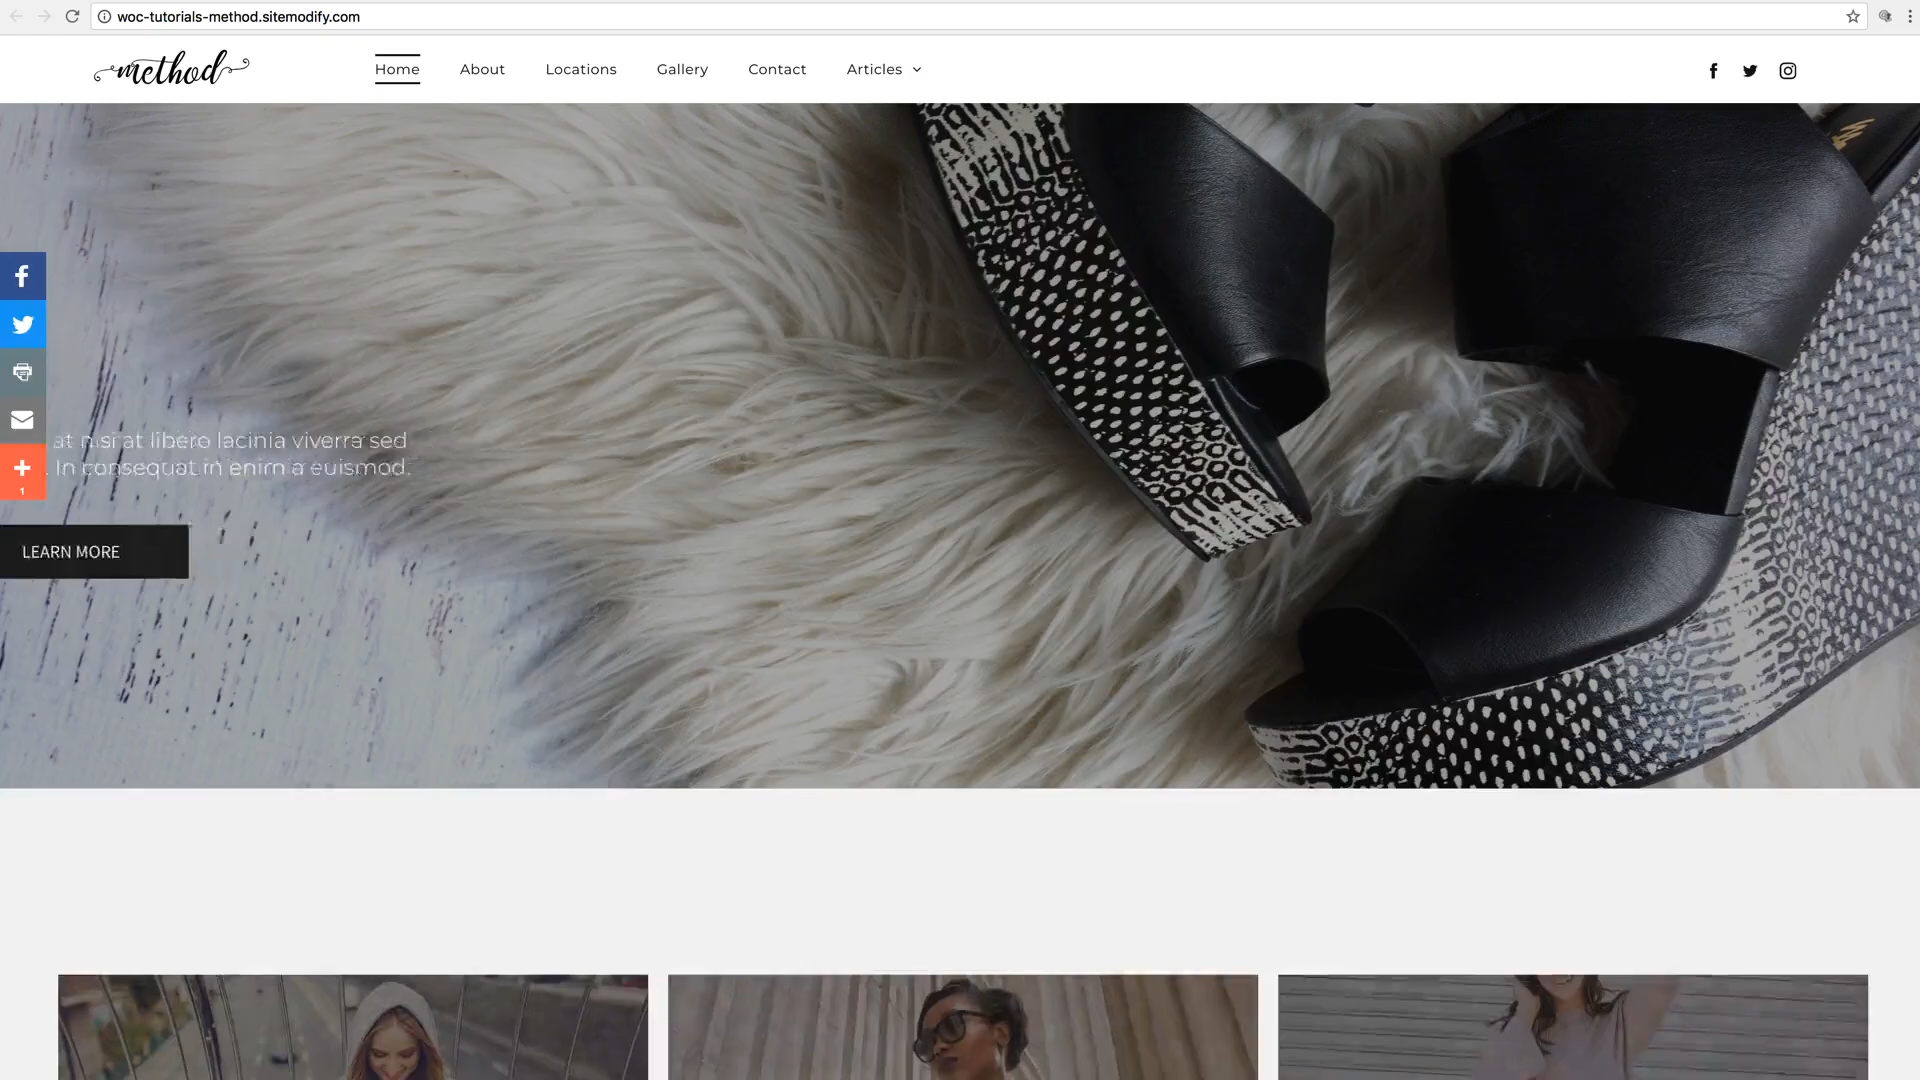 woc-tutorials-method.sitemodify.com
method
Home
About
Locations
Gallery
Contact
Articles
at nisi at libero lacinia viverra sed
. In consequat in enim a euismod.
1
LEARN MORE